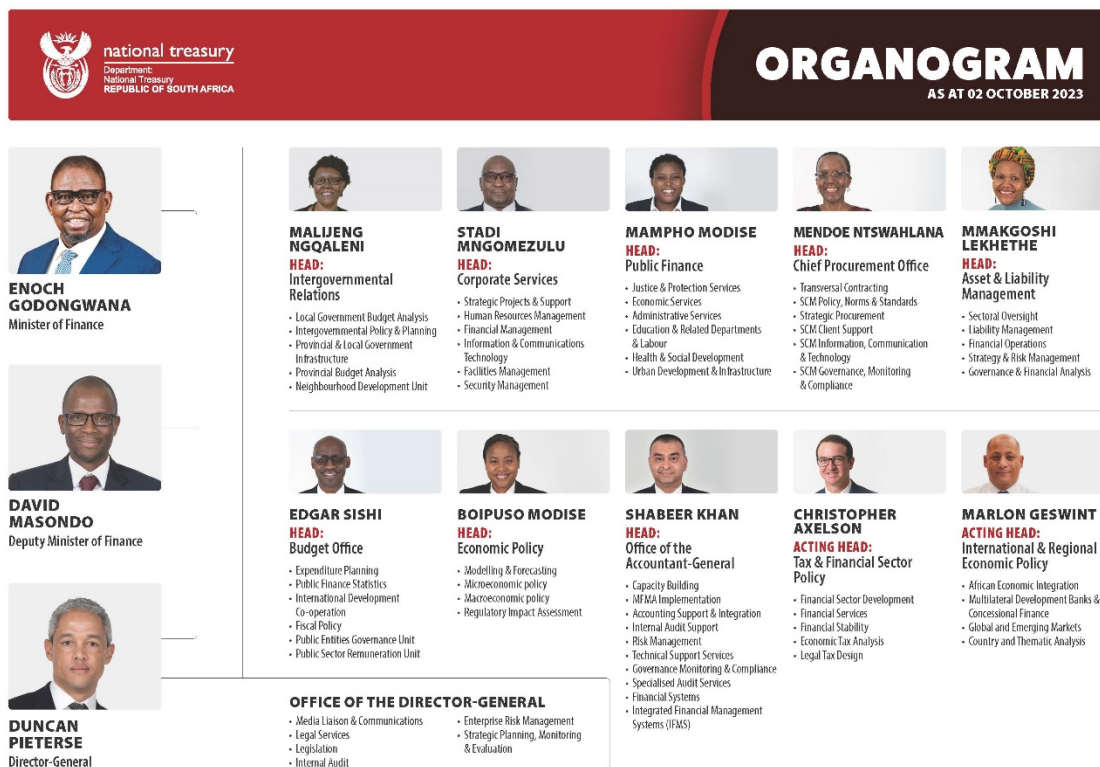 national treasury
Department:
National Treasury
REPUBLIC OF SOUTH AFRICA
ORGANOGRAM
AS AT 02 OCTOBER 2023
ENOCH
GODONGWANA
Minister of Finance
DAVID
MASONDO
Deputy Minister of Finance
DUNCAN
PIETERSE
Director-General
MALIJENG
NGQALENI
HEAD:
Intergovernmental
Relations
• Local Government Budget Analysis
• Intergovernmental Policy & Planning
• Provincial & Local Government
Infrastructure
• Provincial Budget Analysis
• Neighbourhood Development Unit
STADI
MNGOMEZULU
HEAD:
Corporate Services
• Strategic Projects & Support
• Human Resources Management
• Financial Management
• Information & Communications
Technology
• Facilities Management
• Security Management
MAMPHO MODISE
HEAD:
Public Finance
• Justice & Protection Services
• Economic Services
• Administrative Services
• Education & Related Departments
& Labour
• Health & Social Development
• Urban Development & Infrastructure
MENDOE NTSWAHLANA
HEAD:
Chief Procurement Office
• Transversal Contracting
• SCM Policy, Norms & Standards
• Strategic Procurement
• SCM Client Support
• SCM Information, Communication
& Technology
• SCM Governance, Monitoring
& Compliance
MMAKGOSHI
LEKHETHE
HEAD:
Asset & Liability
Management
• Sectoral Oversight
• Liability Management
• Financial Operations
• Strategy & Risk Management
• Governance & Financial Analysis
EDGAR SISHI
HEAD:
Budget Office
• Expenditure Planning
• Public Finance Statistics
• International Development
Co-operation
• Fiscal Policy
• Public Entities Governance Unit
• Public Sector Remuneration Unit
BOIPUSO MODISE
HEAD:
Economic Policy
• Modelling & Forecasting
• Microeconomic policy
• Macroeconomic policy
• Regulatory Impact Assessment
SHABEER KHAN
HEAD:
Office of the
Accountant-General
• Capacity Building
• MFMA Implementation
• Accounting Support & Integration
• Internal Audit Support
• Risk Management
• Technical Support Services
• Governance Monitoring & Compliance
• Specialised Audit Services
• Financial Systems
• Integrated Financial Management
Systems (IFMS)
CHRISTOPHER
AXELSON
ACTING HEAD:
Tax & Financial Sector
Policy
• Financial Sector Development
• Financial Services
• Financial Stability
• Economic Tax Analysis
• Legal Tax Design
MARLON GESWINT
ACTING HEAD:
International & Regional
Economic Policy
• African Economic Integration
• Multilateral Development Banks &
Concessional Finance
• Global and Emerging Markets
• Country and Thematic Analysis
OFFICE OF THE DIRECTOR-GENERAL
• Media Liaison & Communications
• Legal Services
• Legislation
• Internal Audit
• Enterprise Risk Management
• Strategic Planning, Monitoring
& Evaluation